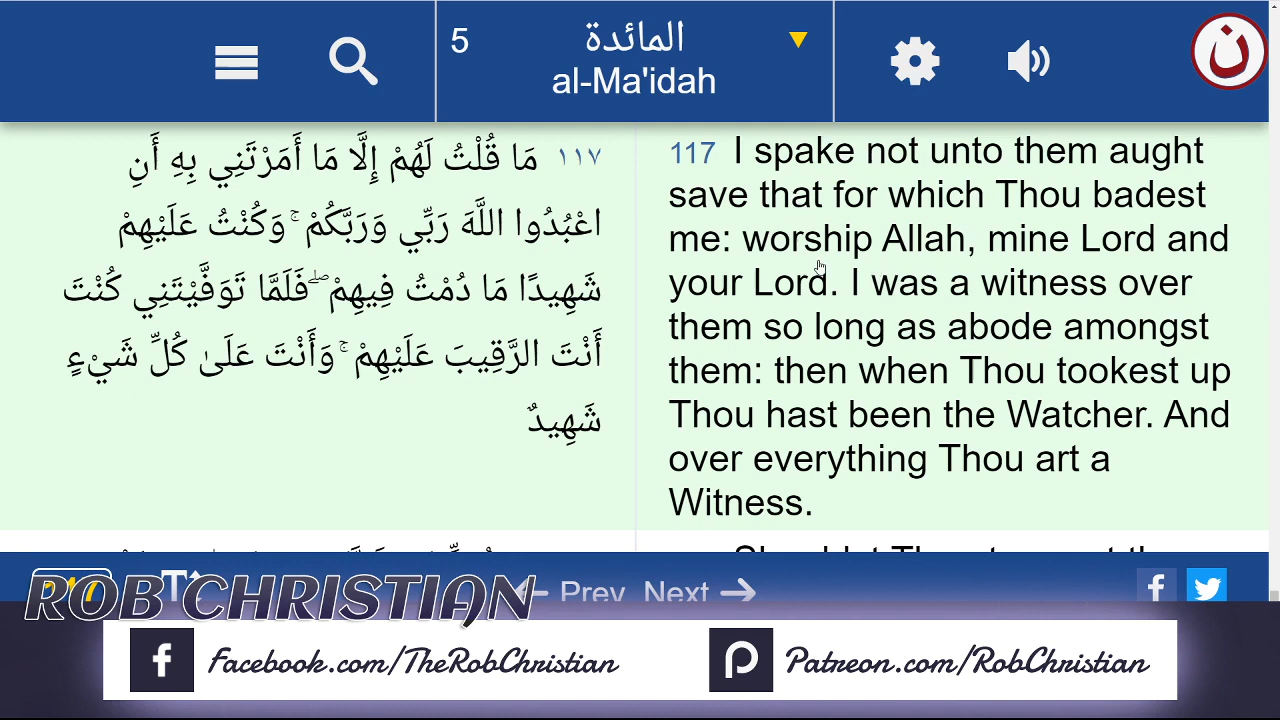 5
المائدة
al-Ma'idah
ن
١١٧ مَا قُلْتُ لَهُمْ إِلَّا مَا أَمَرْتَنِي بِهِ أَنِ
اعْبُدُوا اللَّهَ رَبِّي وَرَبَّكُمْ ۚ وَكُنْتُ عَلَيْهِمْ
شَهِيدًا مَا دُمْتُ فِيهِمْ ۖ فَلَمَّا تَوَفَّيْتَنِي كُنْتَ
أَنْتَ الرَّقِيبَ عَلَيْهِمْ ۚ وَأَنْتَ عَلَىٰ كُلِّ شَيْءٍ
شَهِيدٌ
117 I spake not unto them aught
save that for which Thou badest
me: worship Allah, mine Lord and
your Lord. I was a witness over
them so long as abode amongst
them: then when Thou tookest up
Thou hast been the Watcher. And
over everything Thou art a
Witness.
Prev Next
ROB CHRISTIAN
Facebook.com/TheRobChristian
Patreon.com/RobChristian